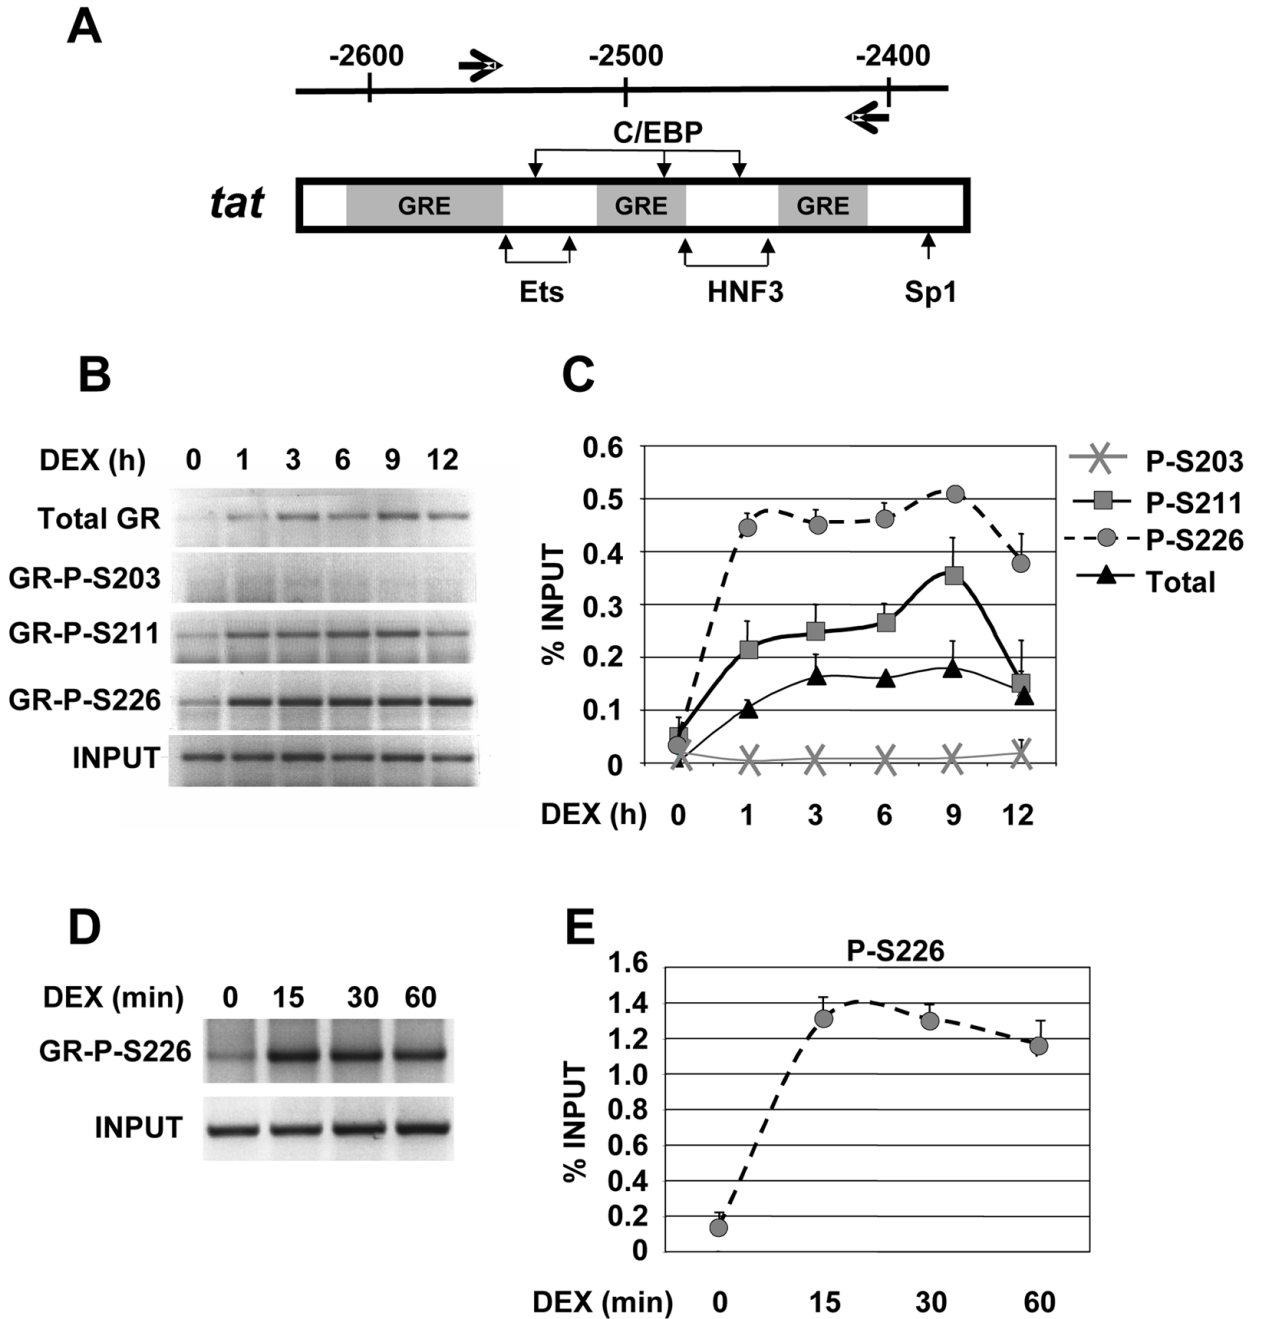 A
-2600 -2500 -2400
C/EBP
tat GRE GRE GRE
Ets HNF3 Sp1
B
DEX (h) 0 1 3 6 9 12
Total GR
GR-P-S203
GR-P-S211
GR-P-S226
INPUT
C
0.6
0.5
0.4
0.3
0.2
0.1
0
% INPUT
DEX (h) 0 1 3 6 9 12
P-S203
P-S211
P-S226
Total
D
DEX (min) 0 15 30 60
GR-P-S226
INPUT
E
P-S226
1.6
1.4
1.2
1.0
0.8
0.6
0.4
0.2
0
% INPUT
DEX (min) 0 15 30 60